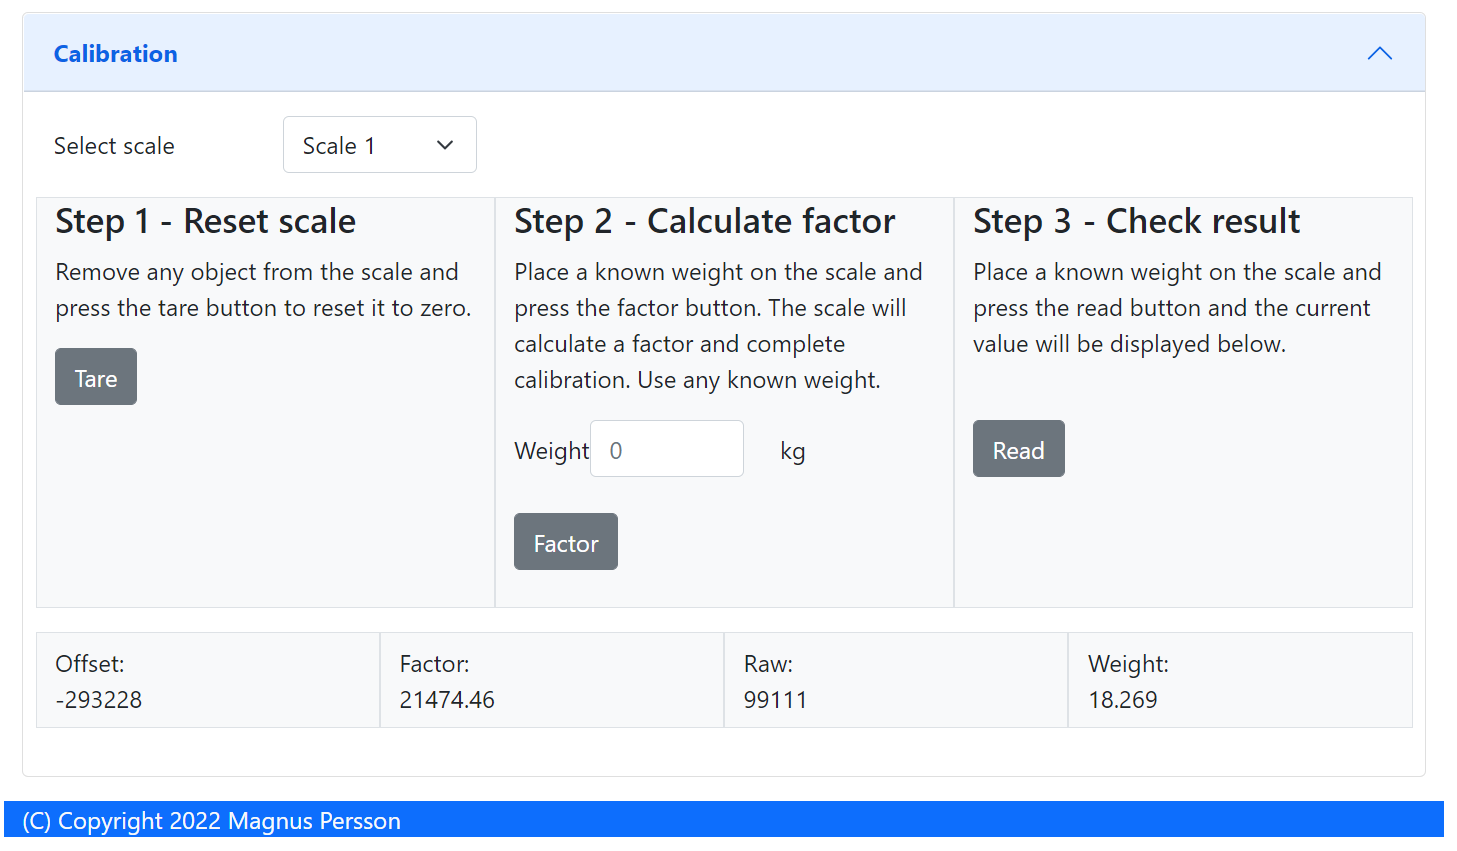 Calibration
Select scale
Scale 1
Step 1 - Reset scale
Remove any object from the scale and
press the tare button to reset it to zero.
Tare
Step 2 - Calculate factor
Place a known weight on the scale and
press the factor button. The scale will
calculate a factor and complete
calibration. Use any known weight.
Weight 0 kg
Factor
Step 3 - Check result
Place a known weight on the scale and
press the read button and the current
value will be displayed below.
Read
Offset:
-293228
Factor:
21474.46
Raw:
99111
Weight:
18.269
(C) Copyright 2022 Magnus Persson